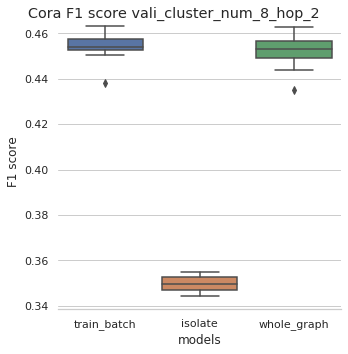 Cora F1 score vali_cluster_num_8_hop_2
0.46
0.44
0.42
0.40
0.38
0.36
0.34
F1 score
train_batch isolate whole_graph
models